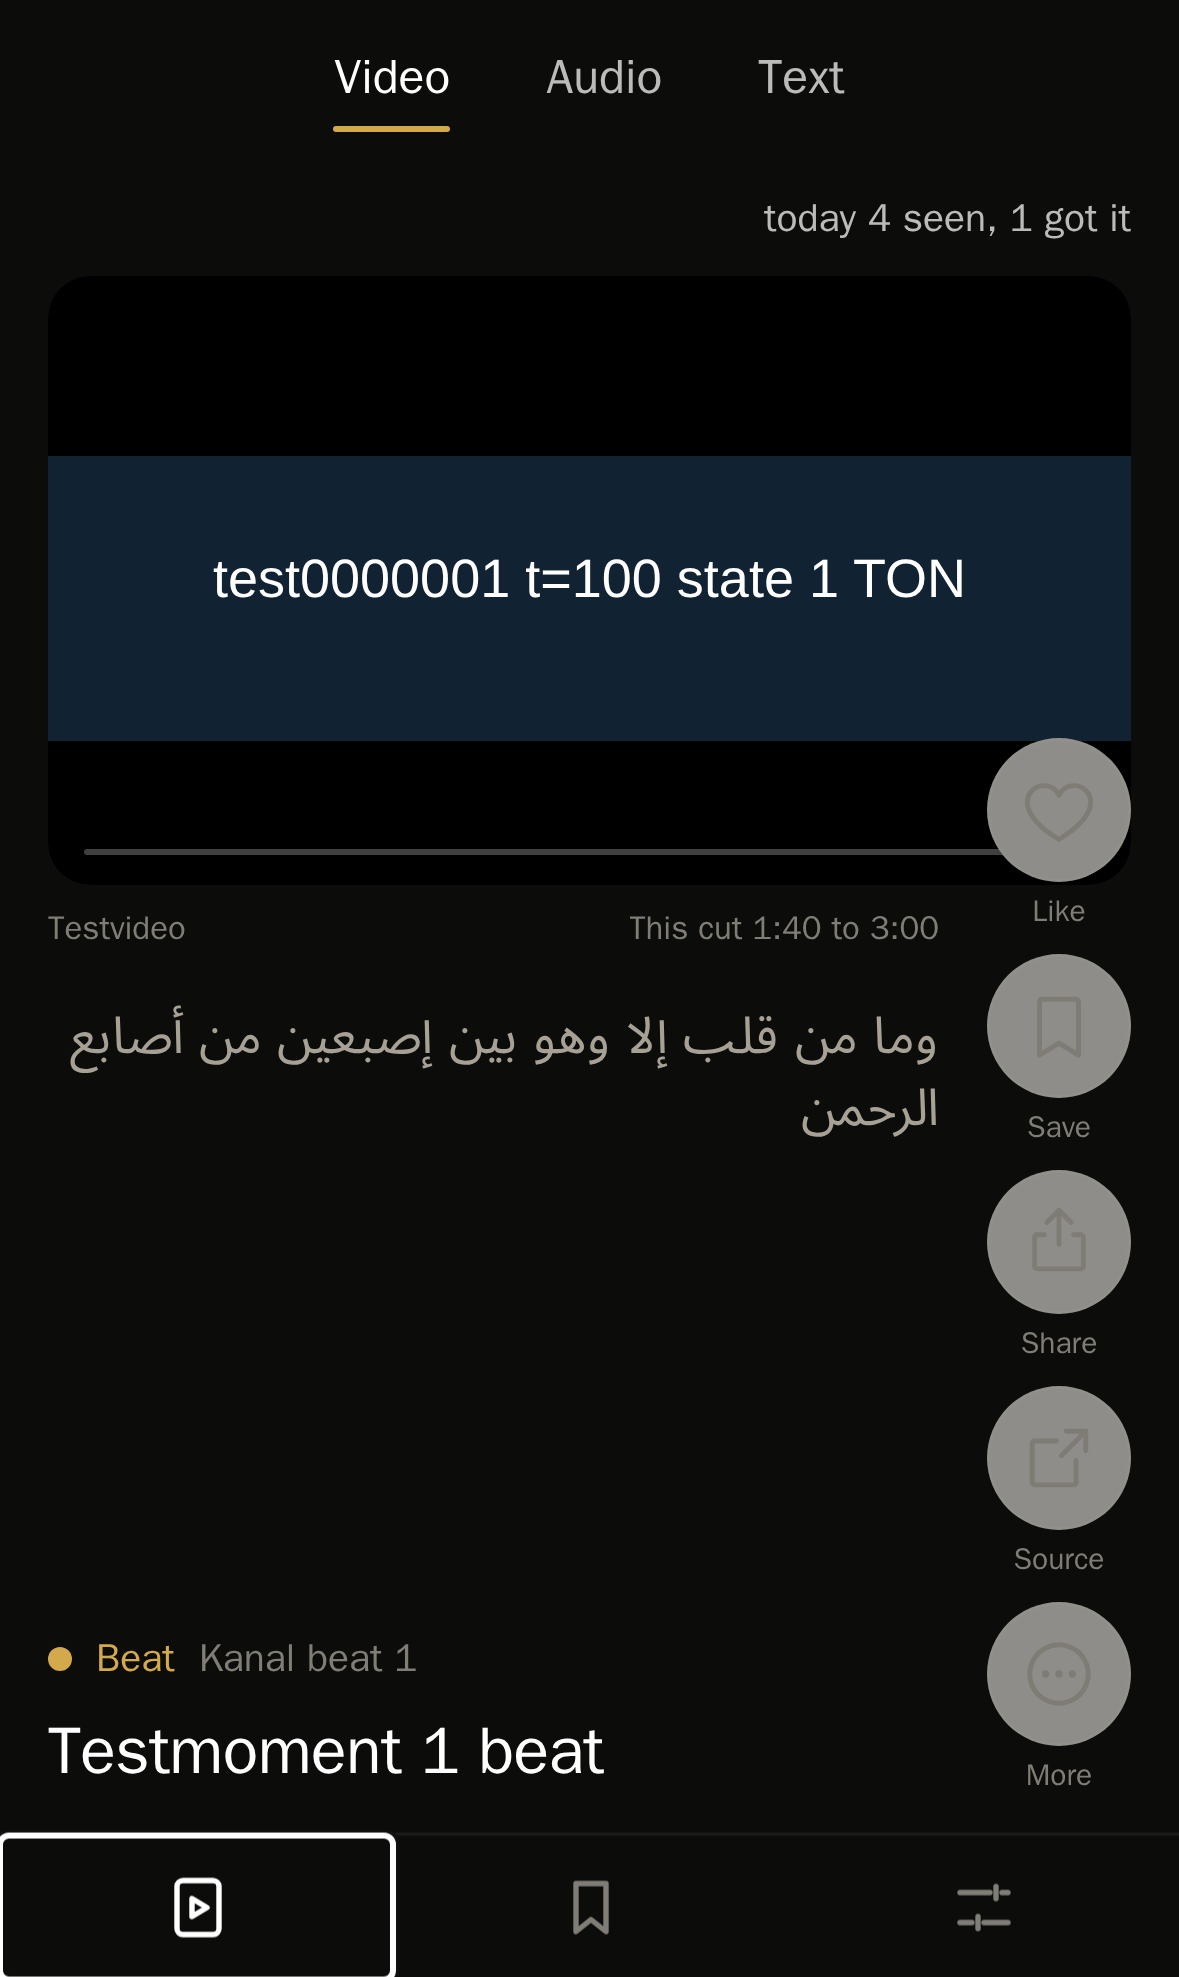 Video Audio Text
today 4 seen, 1 got it
test0000001 t=100 state 1 TON
Like
Testvideo This cut 1:40 to 3:00
وما من قلب إلا وهو بين إصبعين من أصابع
الرحمن
Save
Share
Source
Beat Kanal beat 1
Testmoment 1 beat
More